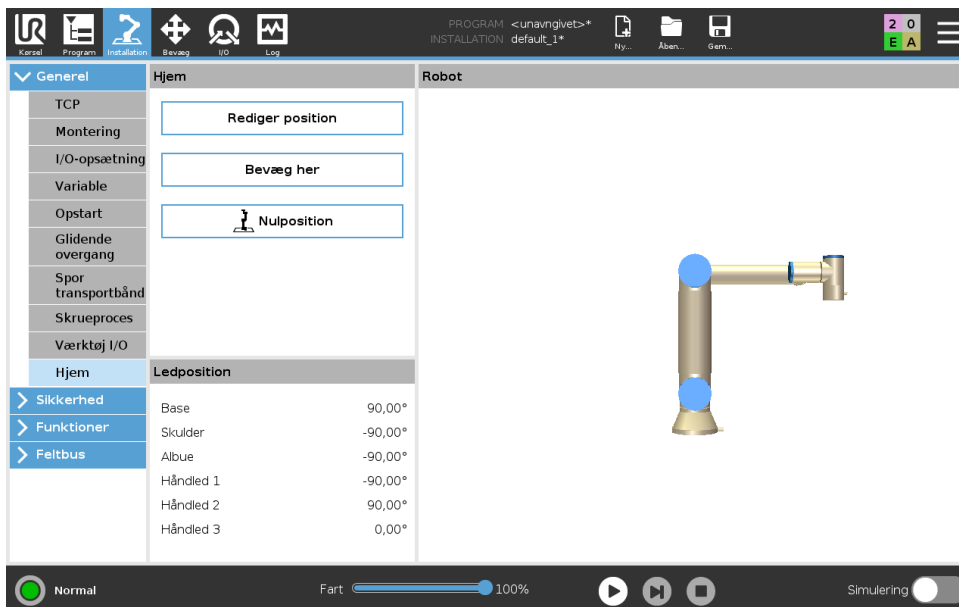 UR
PROGRAM <unavngivet>*
INSTALLATION default_1*
Kørsel Program Installation Bevæg I/O Log
Ny... Åben... Gem...
2 0
E A
Generel
TCP
Montering
I/O-opsætning
Variable
Opstart
Glidende
overgang
Spor
transportbånd
Skrueproces
Værktøj I/O
Hjem
Sikkerhed
Funktioner
Feltbus
Hjem
Rediger position
Bevæg her
Nulposition
Ledposition
Base 90,00°
Skulder -90,00°
Albue -90,00°
Håndled 1 -90,00°
Håndled 2 90,00°
Håndled 3 0,00°
Robot
Normal
Fart 100%
Simulering